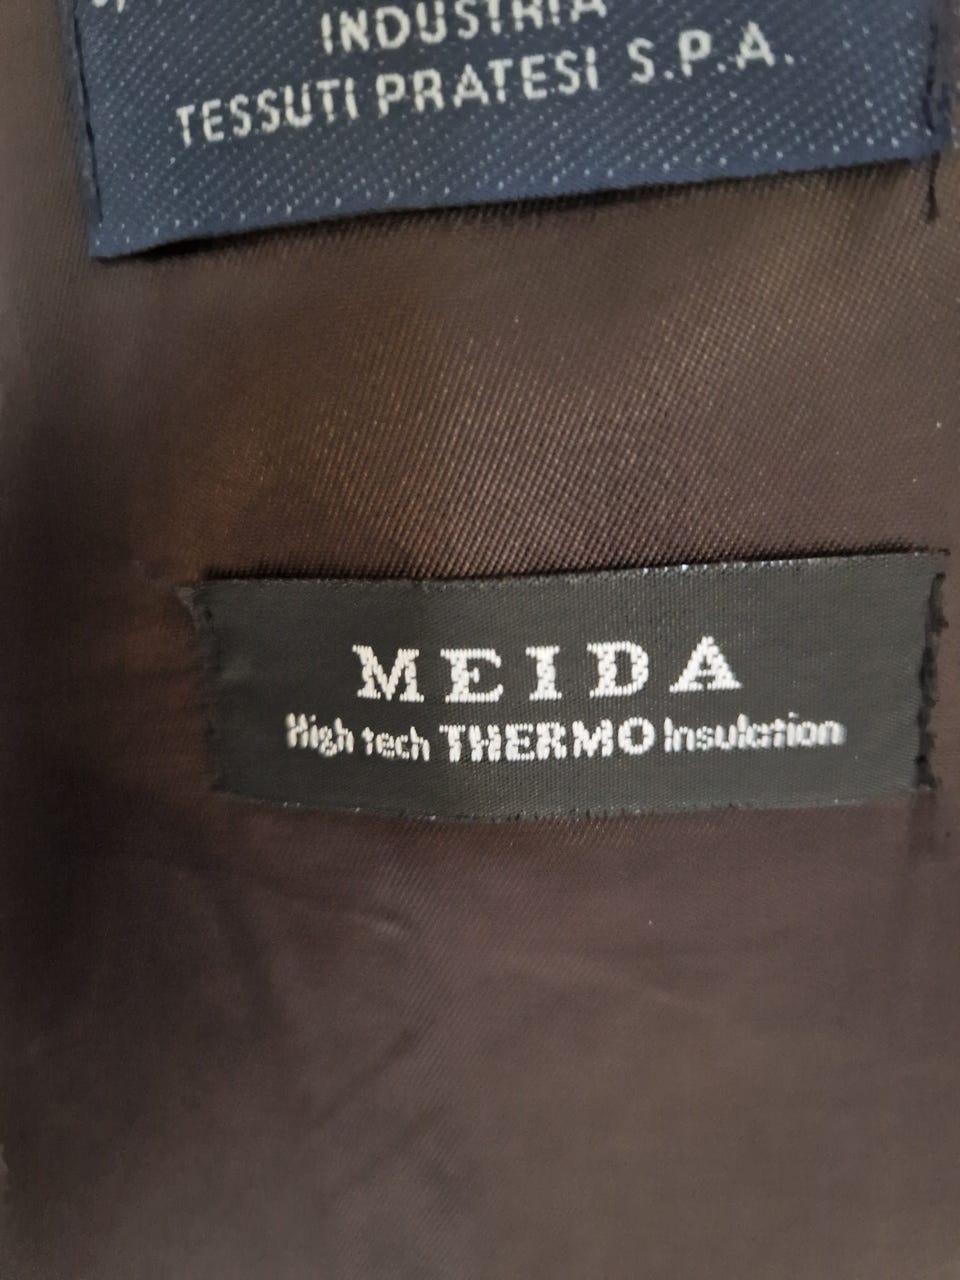 INDUSTRIA
TESSUTI PRATESI S.P.A.
MEIDA
High tech THERMO Insulation